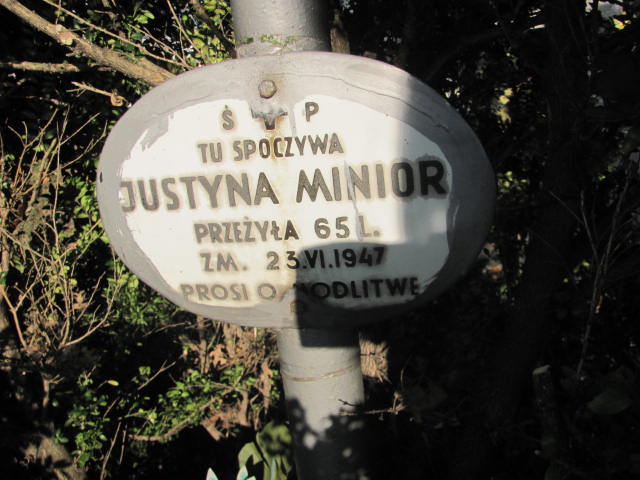 Ś P
TU SPOCZYWA
JUSTYNA MINIOR
PRZEŻYŁA 65 L.
ZM. 23.VI.1947
PROSI O MODLITWĘ